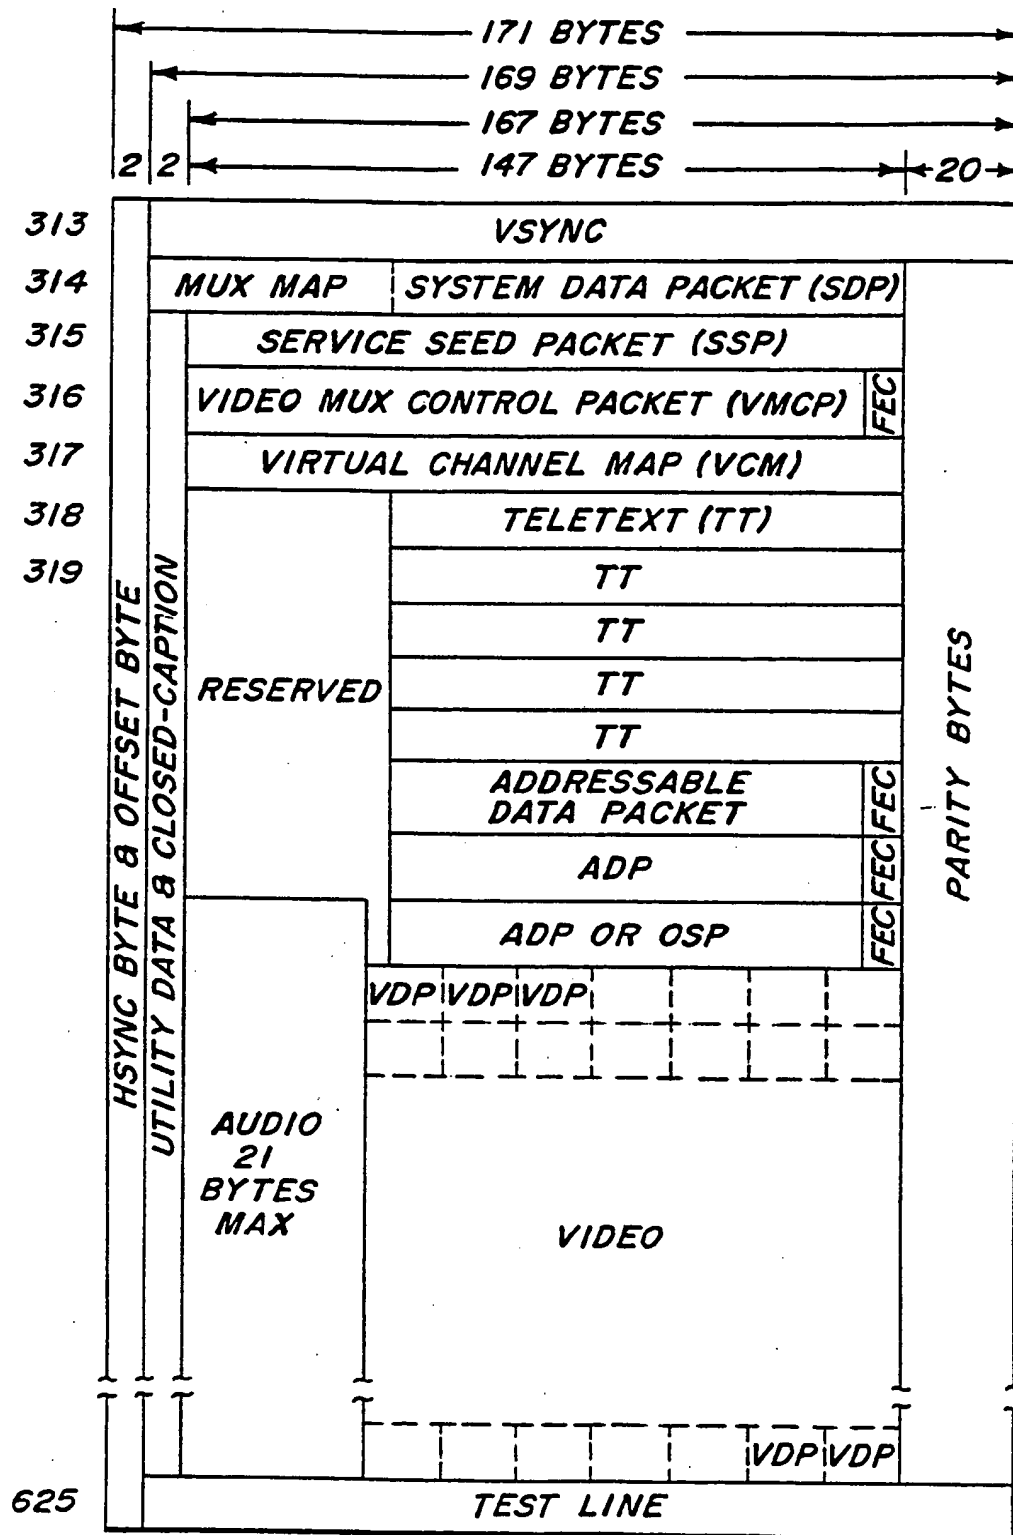 171 BYTES
169 BYTES
167 BYTES
2 2 147 BYTES 20
313 VSYNC
314 MUX MAP SYSTEM DATA PACKET (SDP)
315 SERVICE SEED PACKET (SSP)
316 VIDEO MUX CONTROL PACKET (VMCP) FEC
317 VIRTUAL CHANNEL MAP (VCM)
318 TELETEXT (TT)
319 TT
TT
TT
TT
RESERVED
ADDRESSABLE
DATA PACKET
FEC
ADP FEC
ADP OR OSP FEC
HSYNC BYTE & OFFSET BYTE
UTILITY DATA & CLOSED-CAPTION
PARITY BYTES
VDP VDP VDP
AUDIO
21
BYTES
MAX
VIDEO
VDP VDP
625 TEST LINE